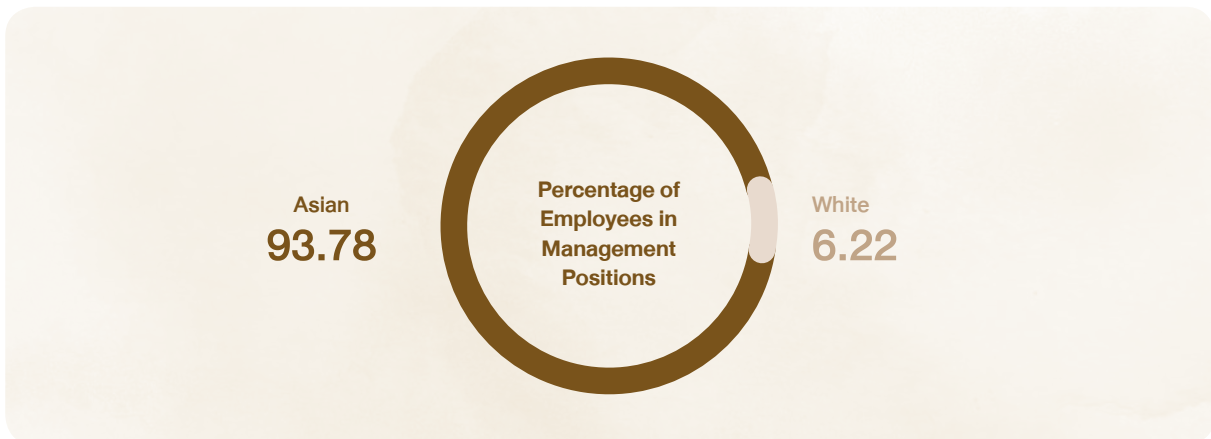 Percentage of
Employees in
Management
Positions
Asian
93.78
White
6.22